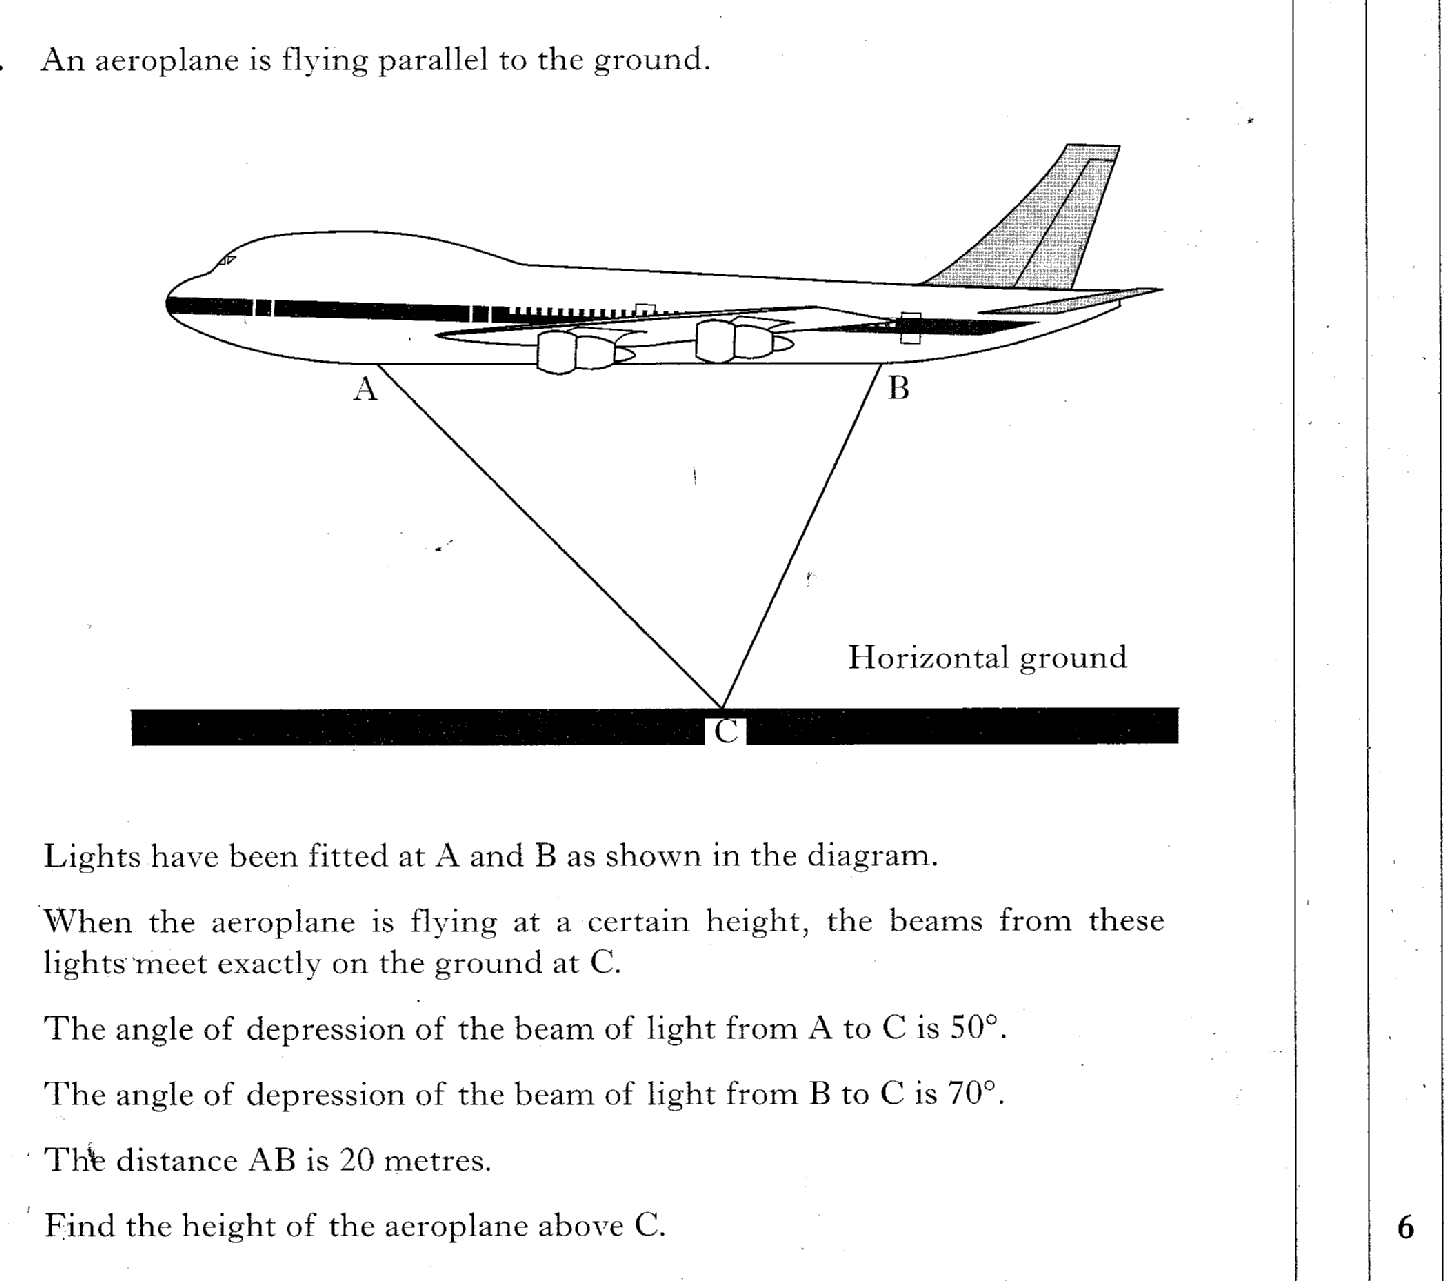 . An aeroplane is flying parallel to the ground.
A
B
Horizontal ground
C
Lights have been fitted at A and B as shown in the diagram.
When the aeroplane is flying at a certain height, the beams from these
lights meet exactly on the ground at C.
The angle of depression of the beam of light from A to C is 50°.
The angle of depression of the beam of light from B to C is 70°.
The distance AB is 20 metres.
Find the height of the aeroplane above C.
6